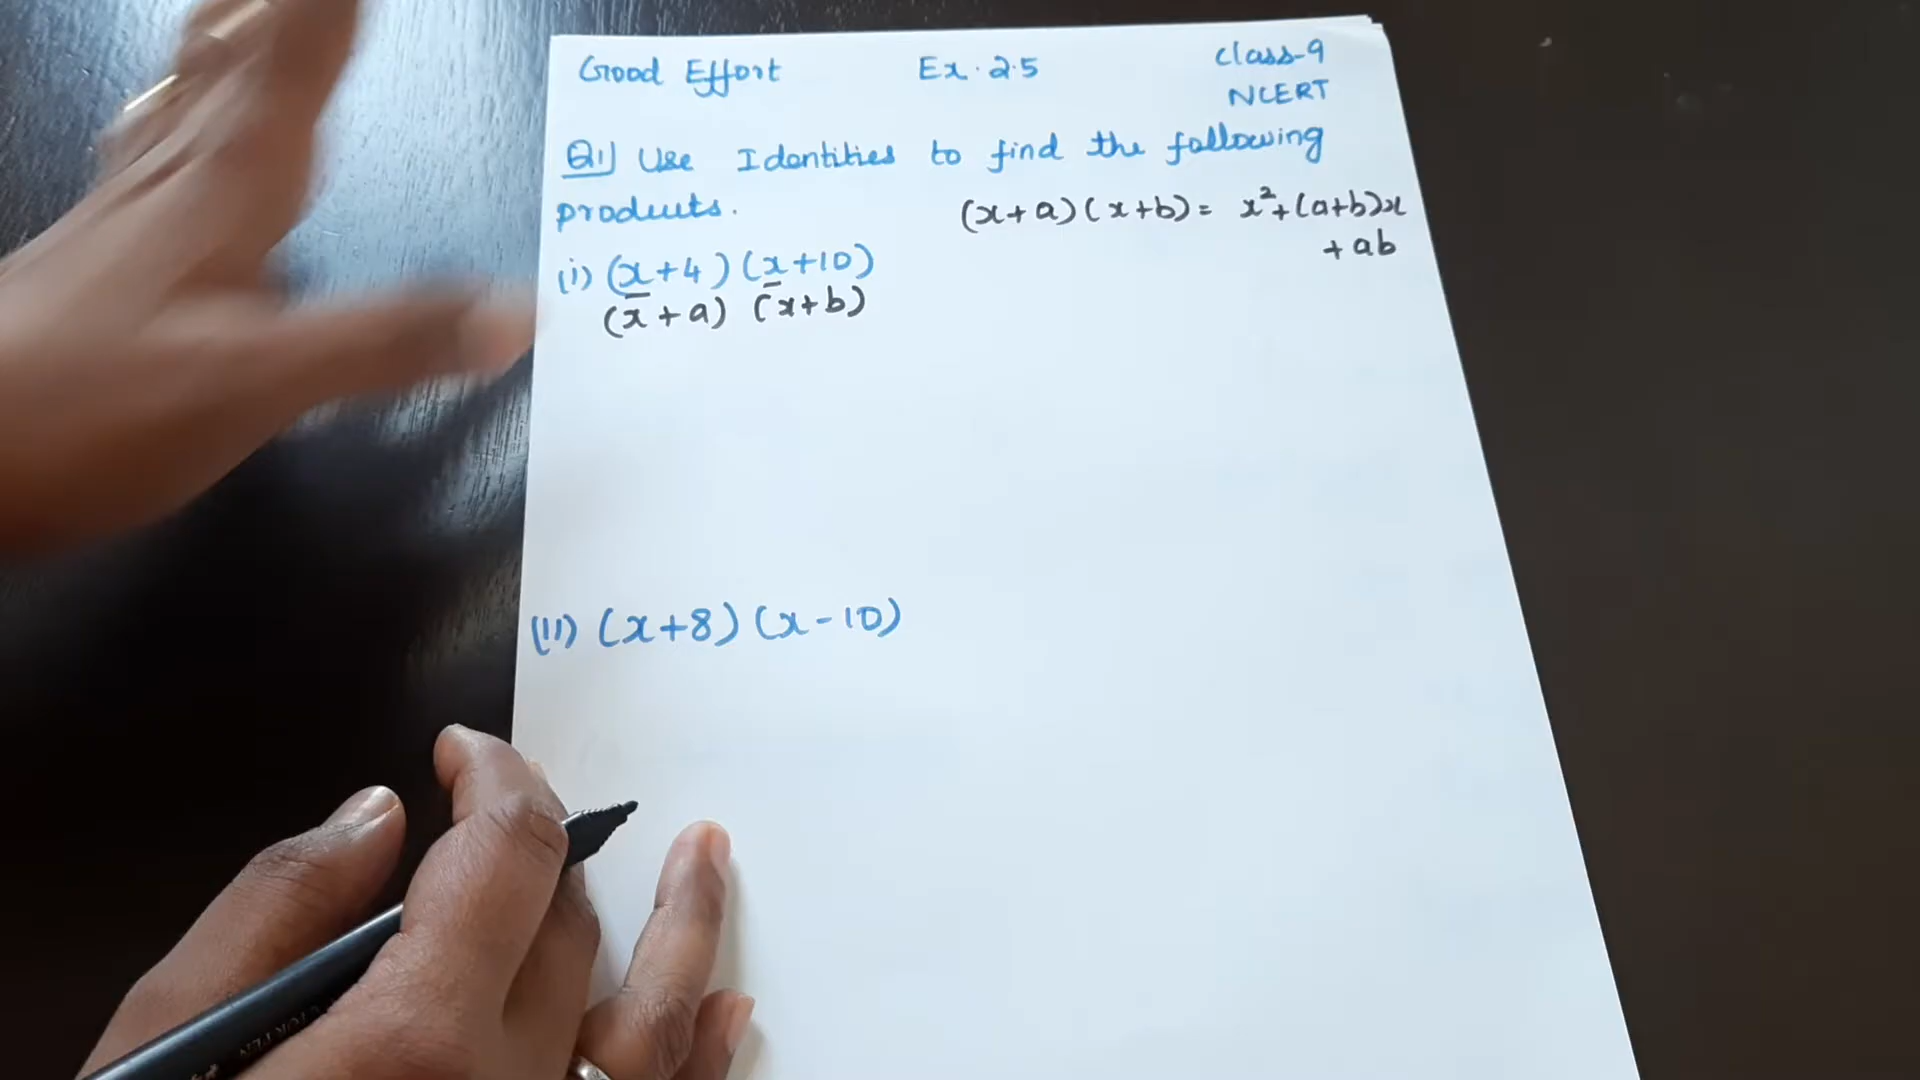 Good Effort Ex. 2.5 Class-9
NCERT
Q1) Use Identities to find the following
products.
(x+a)(x+b) = x²+(a+b)x
+ab
(i) (x+4)(x+10)
(x+a) (x+b)
(ii) (x+8)(x-10)